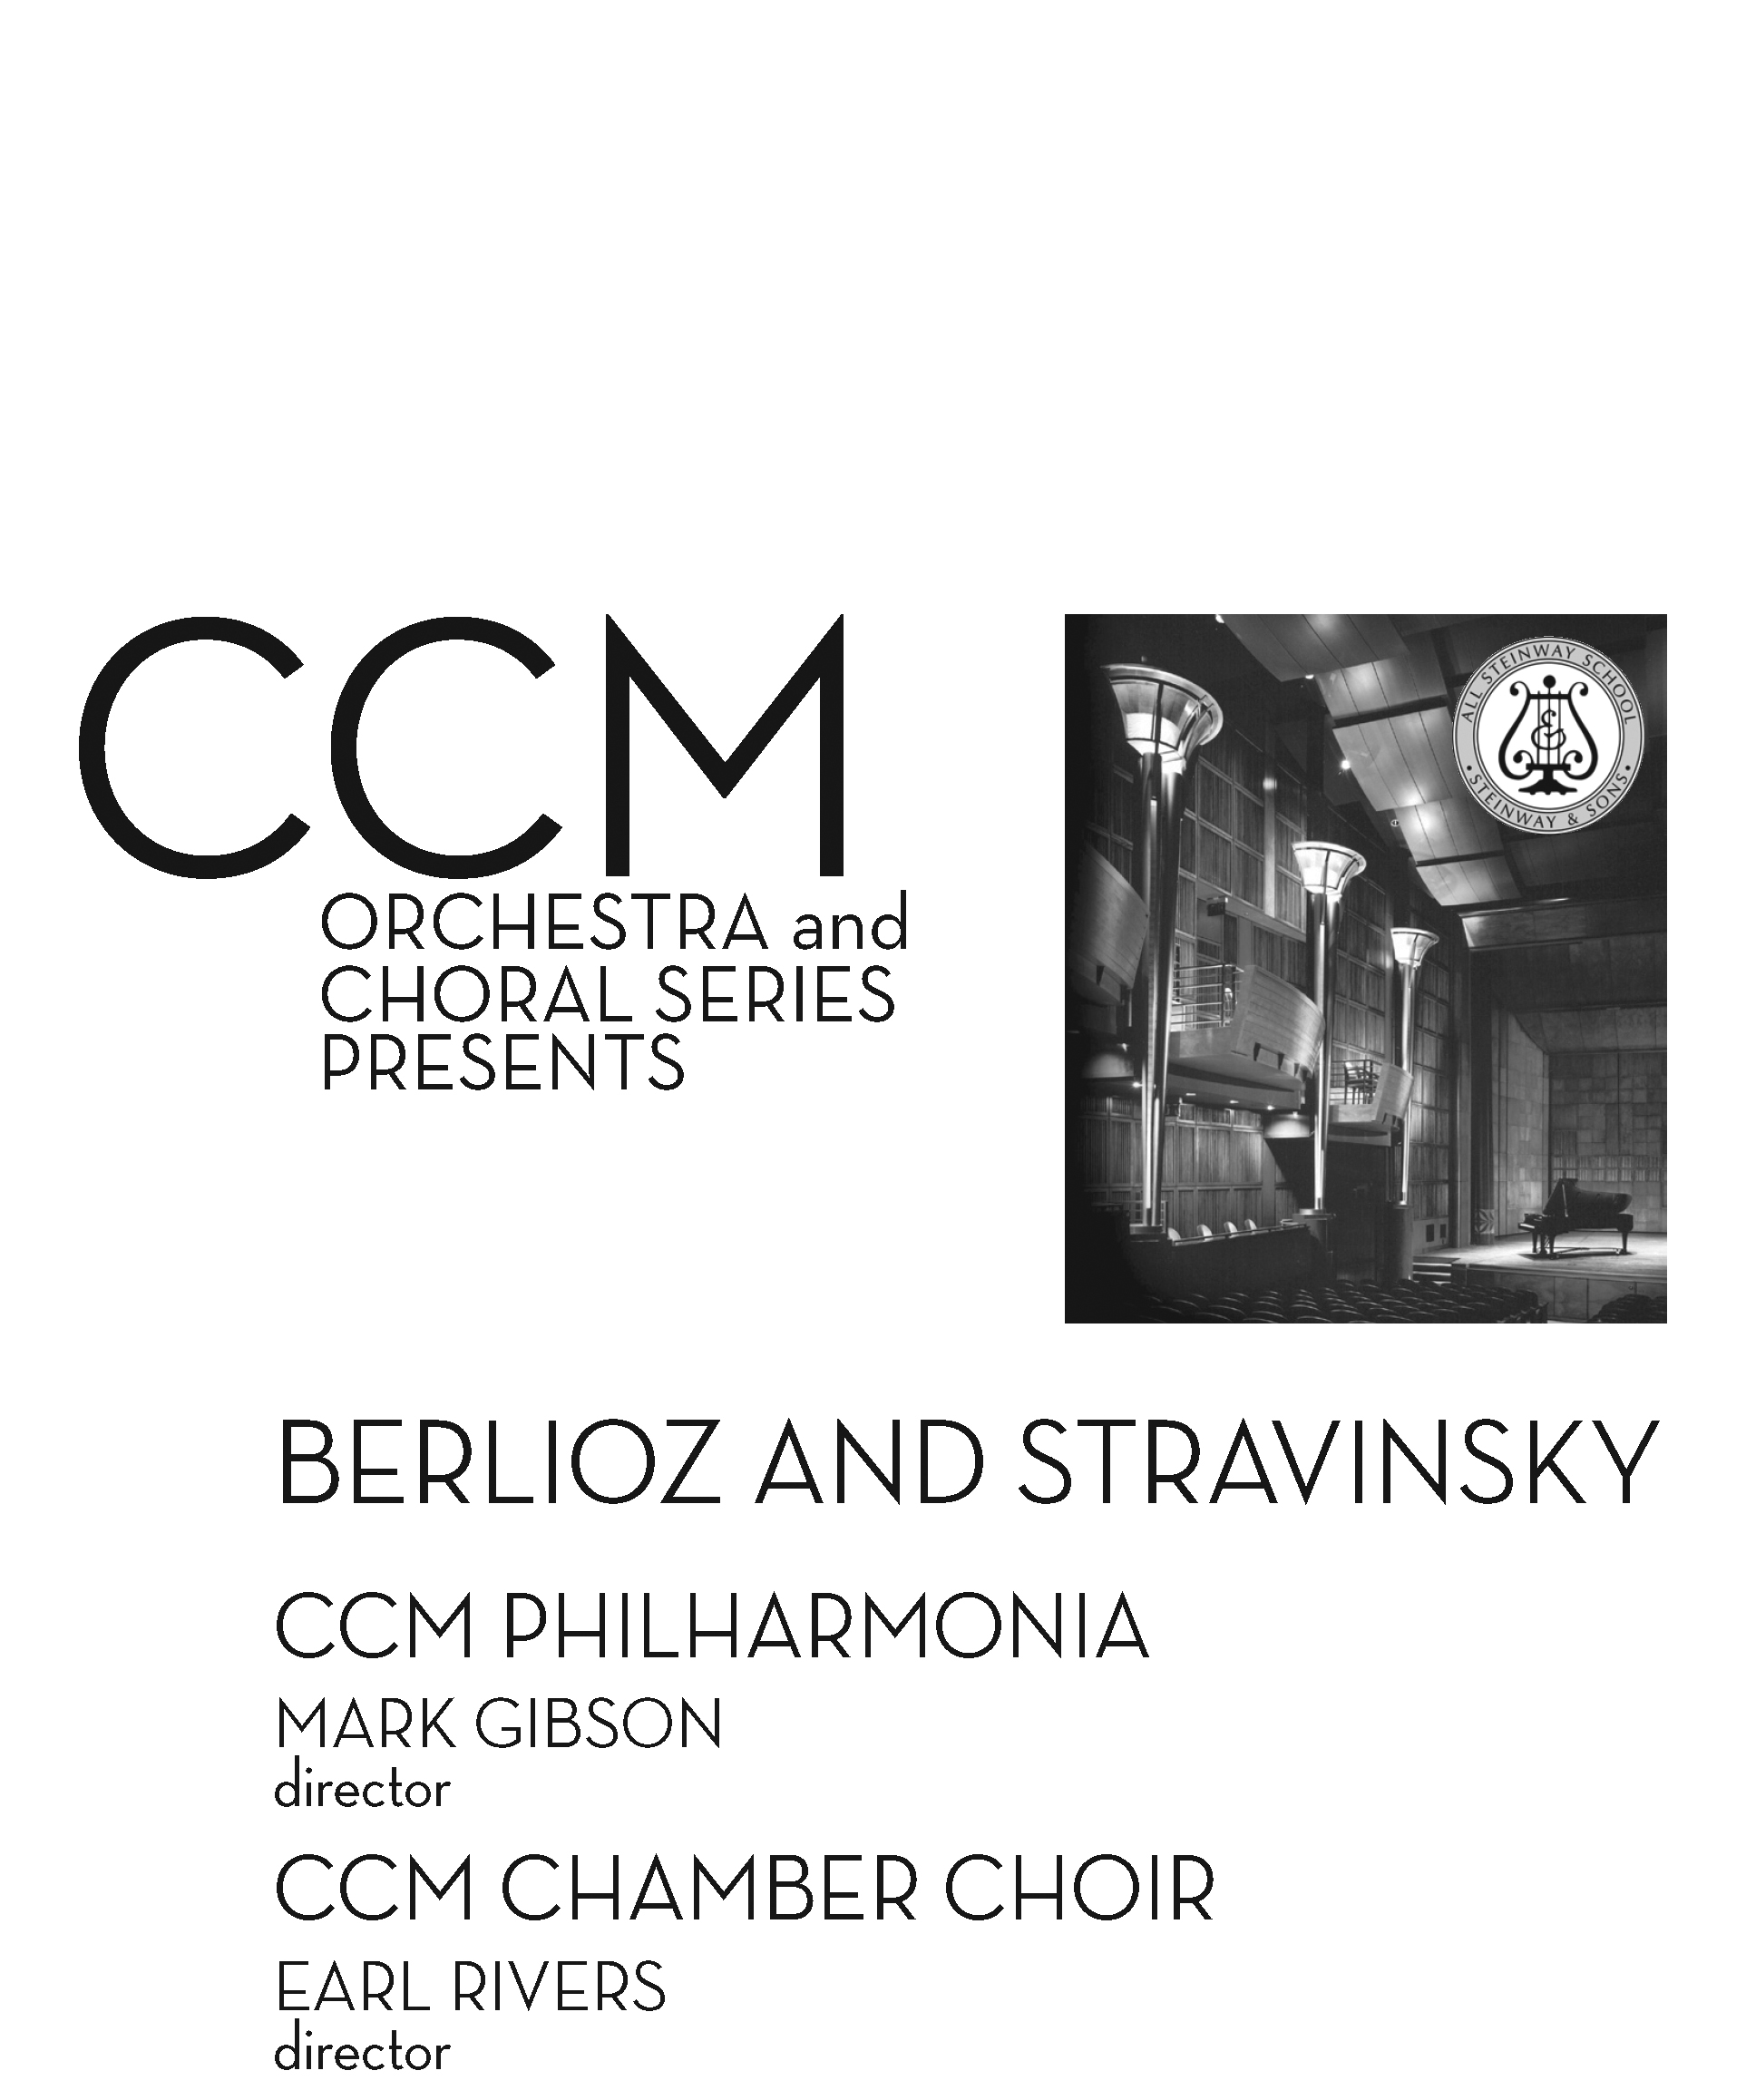 CCM
ORCHESTRA and
CHORAL SERIES
PRESENTS
ALL STEINWAY SCHOOL
&
• STEINWAY & SONS •
BERLIOZ AND STRAVINSKY
CCM PHILHARMONIA
MARK GIBSON
director
CCM CHAMBER CHOIR
EARL RIVERS
director